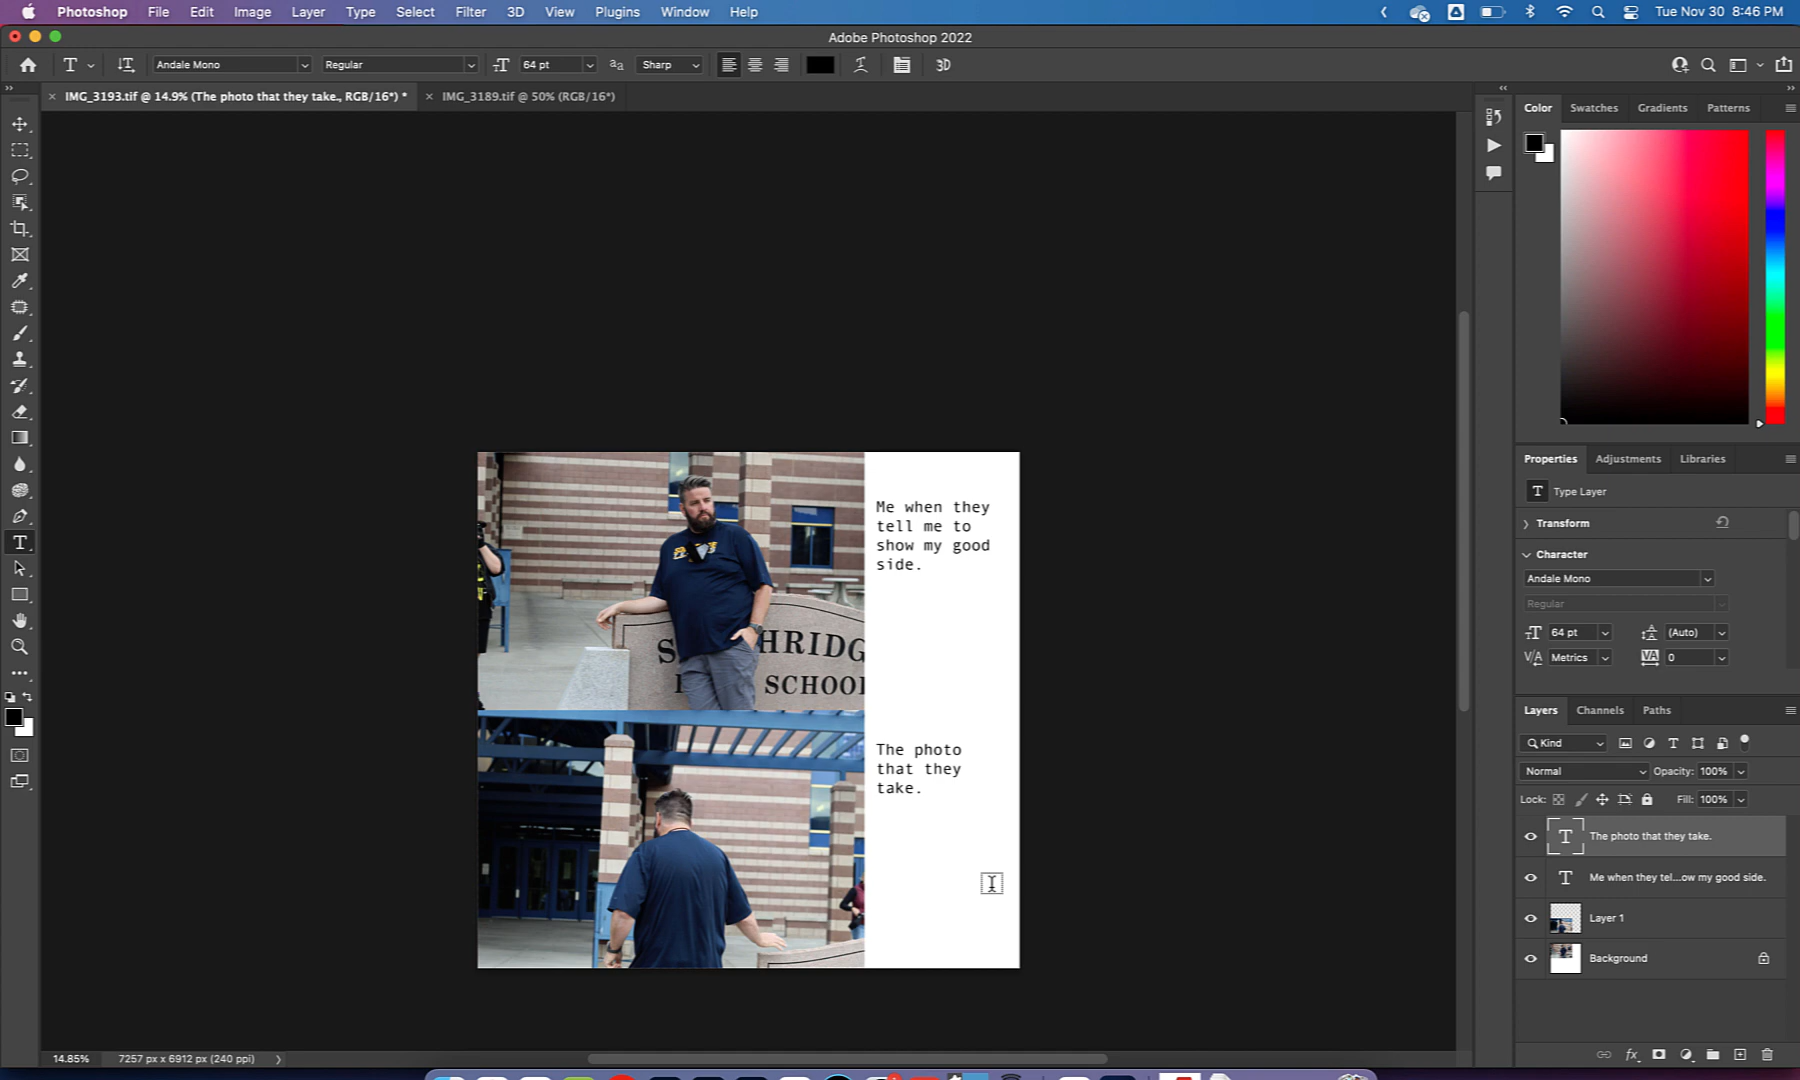 Photoshop File Edit Image Layer Type Select Filter 3D View Plugins Window Help Tue Nov 30 8:46 PM
Adobe Photoshop 2022
Andale Mono Regular 64 pt Sharp 3D
IMG_3193.tif @ 14.9% (The photo that they take., RGB/16*) * IMG_3189.tif @ 50% (RGB/16*)
Color Swatches Gradients Patterns
Me when they
tell me to
show my good
side.
HRIDG
SCHOOL
The photo
that they
take.
Properties Adjustments Libraries
Type Layer
Transform
Character
Andale Mono
Regular
64 pt (Auto)
Metrics 0
Layers Channels Paths
Kind
Normal Opacity: 100%
Lock: Fill: 100%
The photo that they take.
Me when they tel...ow my good side.
Layer 1
Background
fx
14.85% 7257 px x 6912 px (240 ppi)